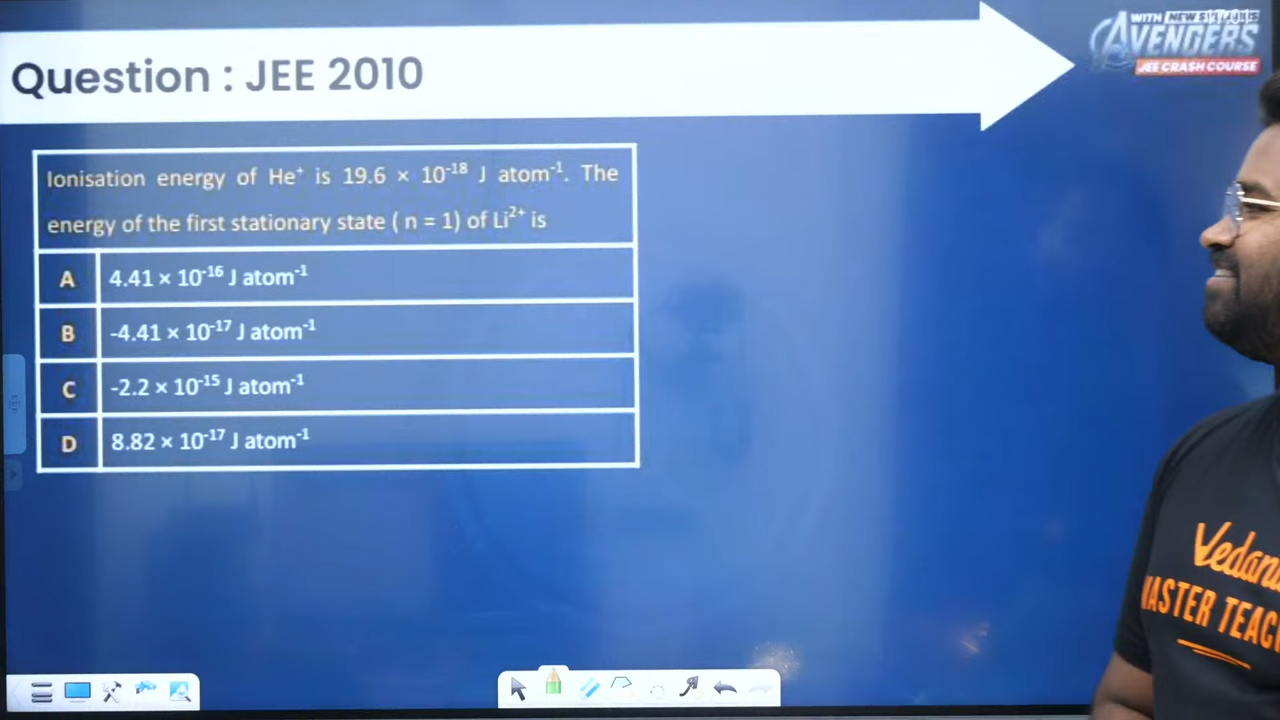 WITH NEW SYLLABUS
AVENGERS
JEE CRASH COURSE
Question : JEE 2010
Ionisation energy of He⁺ is 19.6 × 10⁻¹⁸ J atom⁻¹. The
energy of the first stationary state ( n = 1) of Li²⁺ is
A 4.41 × 10⁻¹⁶ J atom⁻¹
B -4.41 × 10⁻¹⁷ J atom⁻¹
C -2.2 × 10⁻¹⁵ J atom⁻¹
D 8.82 × 10⁻¹⁷ J atom⁻¹
MASTER